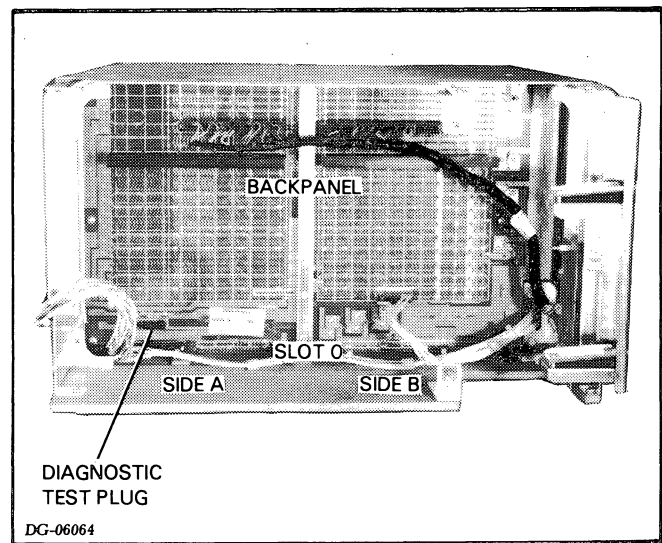 BACKPANEL
SLOT 0
SIDE A SIDE B
DIAGNOSTIC
TEST PLUG
DG-06064